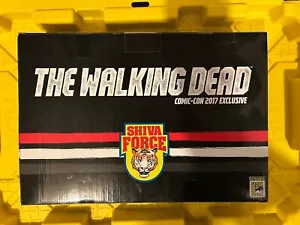 THE WALKING DEAD
COMIC-CON 2017 EXCLUSIVE
SHIVA
FORCE